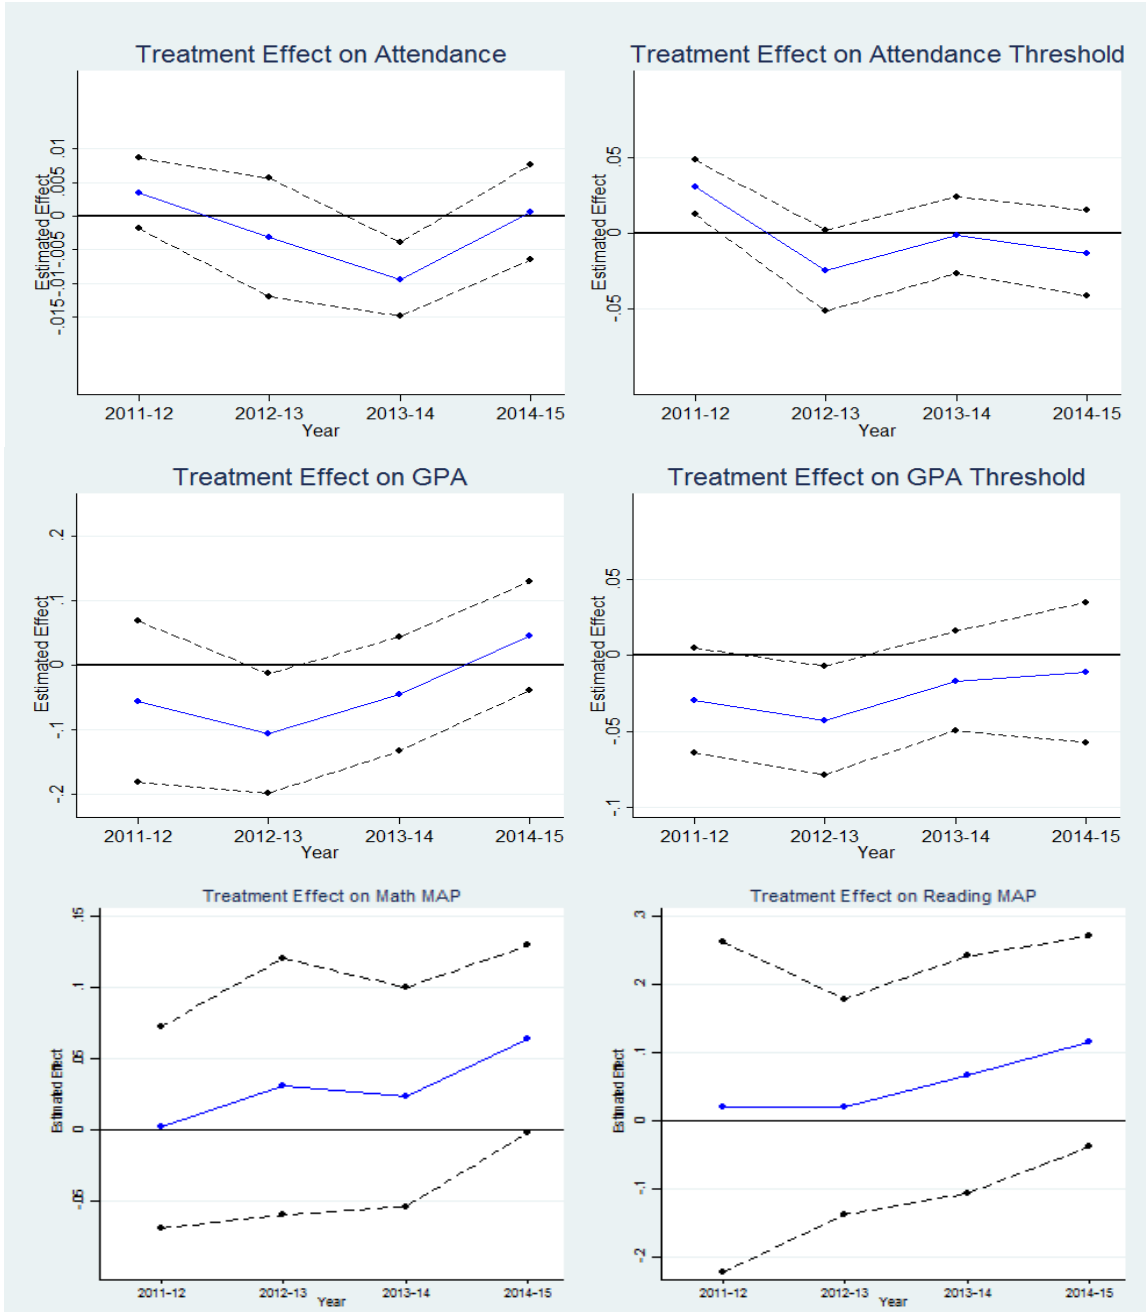 Treatment Effect on Attendance
Estimated Effect
.01
.005
0
-.005
-.01
-.015
2011-12 2012-13 2013-14 2014-15
Year
Treatment Effect on Attendance Threshold
Estimated Effect
.05
0
-.05
2011-12 2012-13 2013-14 2014-15
Year
Treatment Effect on GPA
Estimated Effect
.2
.1
0
-.1
-.2
2011-12 2012-13 2013-14 2014-15
Year
Treatment Effect on GPA Threshold
Estimated Effect
.05
0
-.05
-.1
2011-12 2012-13 2013-14 2014-15
Year
Treatment Effect on Math MAP
Estimated Effect
.15
.1
.05
0
-.05
2011-12 2012-13 2013-14 2014-15
Year
Treatment Effect on Reading MAP
Estimated Effect
.3
.2
.1
0
-.1
-.2
2011-12 2012-13 2013-14 2014-15
Year